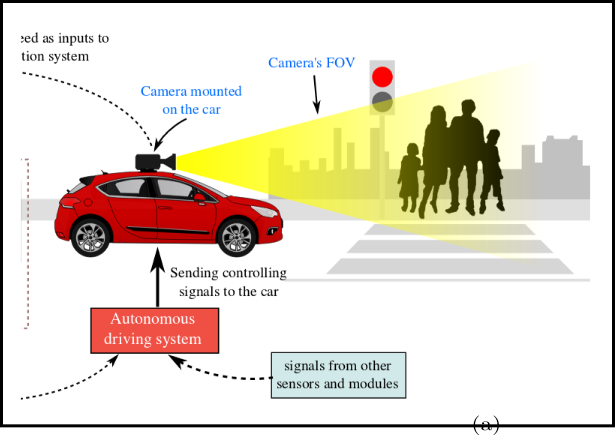 eed as inputs to
tion system
Camera's FOV
Camera mounted
on the car
Sending controlling
signals to the car
Autonomous
driving system
signals from other
sensors and modules
(a)